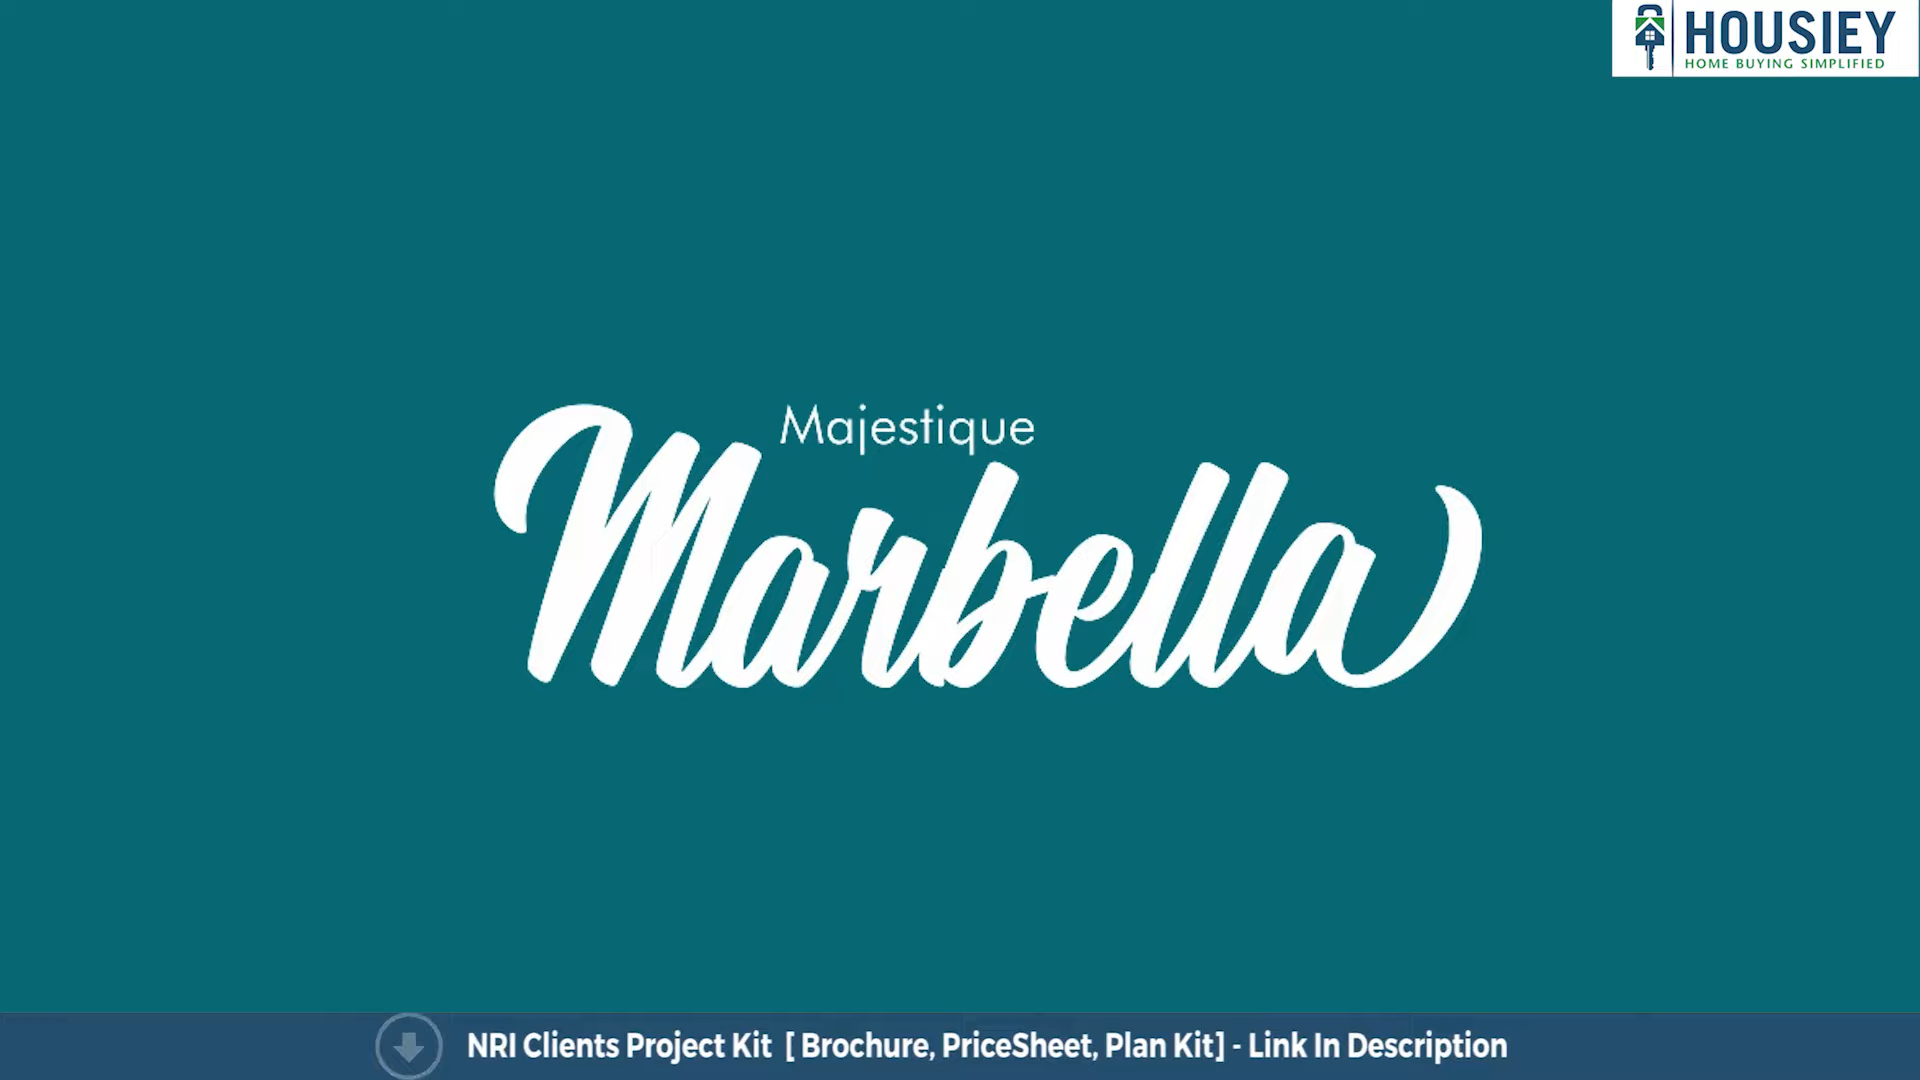 HOUSIEY
HOME BUYING SIMPLIFIED
Majestique
Marbella
NRI Clients Project Kit [ Brochure, PriceSheet, Plan Kit] - Link In Description